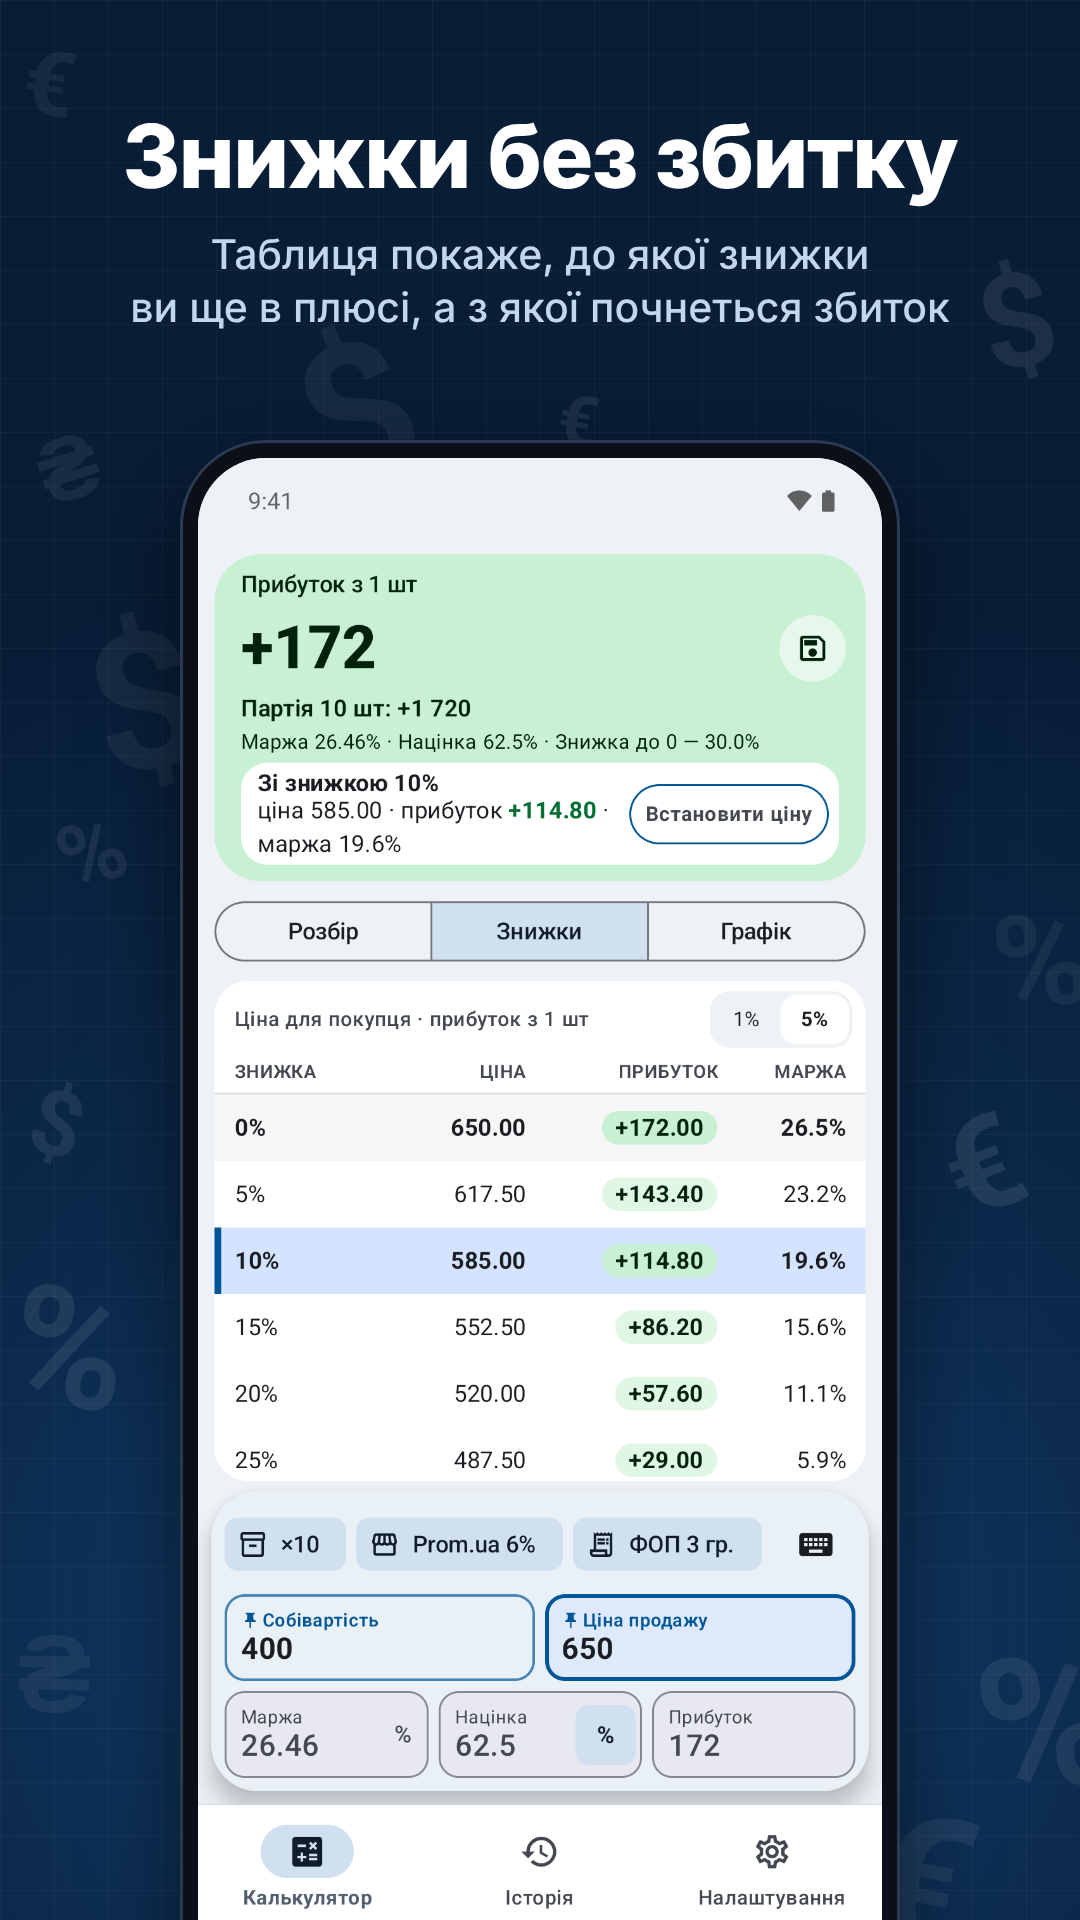 Знижки без збитку
Таблиця покаже, до якої знижки
ви ще в плюсі, а з якої почнеться збиток
9:41
Прибуток з 1 шт
+172
Партія 10 шт: +1 720
Маржа 26.46% · Націнка 62.5% · Знижка до 0 — 30.0%
Зі знижкою 10%
ціна 585.00 · прибуток +114.80 ·
маржа 19.6%
Встановити ціну
Розбір Знижки Графік
Ціна для покупця · прибуток з 1 шт 1% 5%
ЗНИЖКА ЦІНА ПРИБУТОК МАРЖА
0% 650.00 +172.00 26.5%
5% 617.50 +143.40 23.2%
10% 585.00 +114.80 19.6%
15% 552.50 +86.20 15.6%
20% 520.00 +57.60 11.1%
25% 487.50 +29.00 5.9%
×10 Prom.ua 6% ФОП 3 гр.
Собівартість Ціна продажу
400 650
Маржа Націнка Прибуток
26.46 % 62.5 % 172
Калькулятор Історія Налаштування